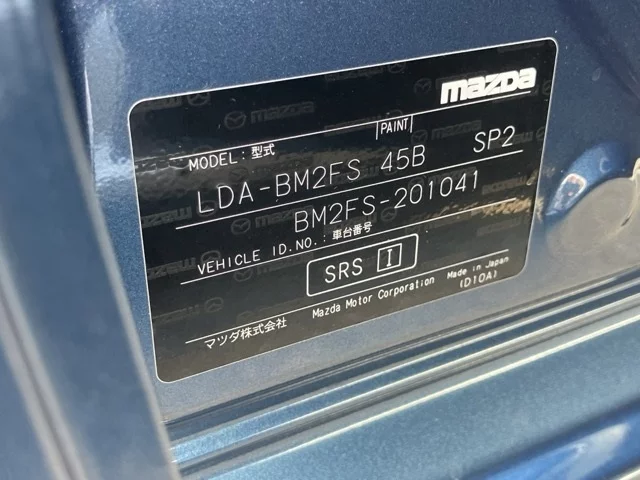 mazda
MODEL:型式 PAINT
LDA-BM2FS 45B SP2
BM2FS-201041
VEHICLE ID.NO.:車台番号
SRS I
マツダ株式会社 Mazda Motor Corporation Made in Japan
(D10A)